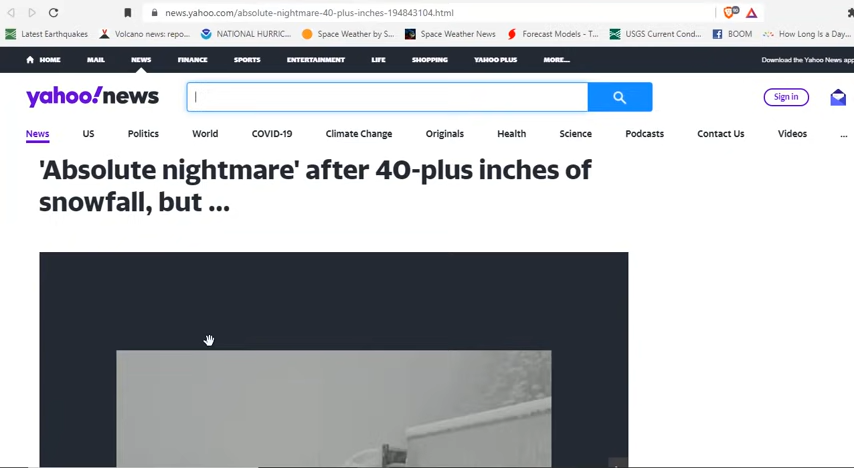 news.yahoo.com/absolute-nightmare-40-plus-inches-194843104.html
Latest Earthquakes Volcano news: repo... NATIONAL HURRIC... Space Weather by S... Space Weather News Forecast Models - T... USGS Current Cond... BOOM How Long Is a Day...
HOME MAIL NEWS FINANCE SPORTS ENTERTAINMENT LIFE SHOPPING YAHOO PLUS MORE... Download the Yahoo News app
yahoo!news Sign in
News US Politics World COVID-19 Climate Change Originals Health Science Podcasts Contact Us Videos ...
'Absolute nightmare' after 40-plus inches of
snowfall, but ...